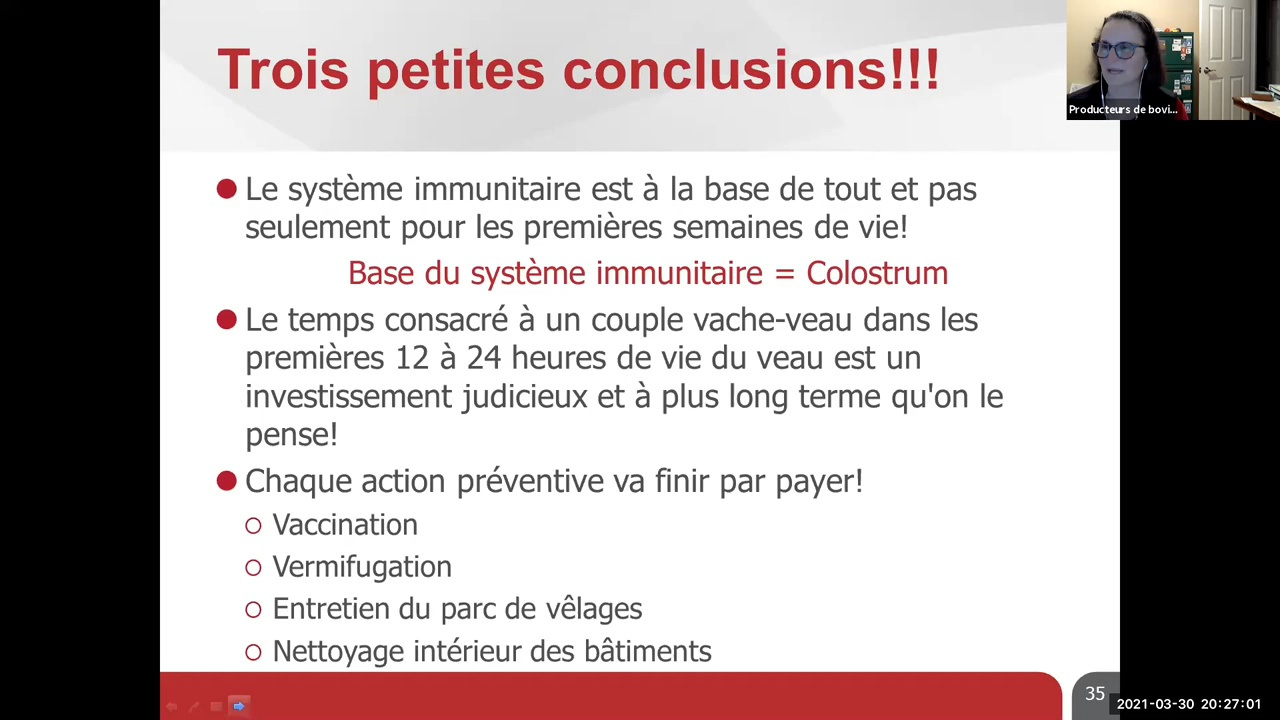 Trois petites conclusions!!!
Producteurs de bovi...
Le système immunitaire est à la base de tout et pas
seulement pour les premières semaines de vie!
Base du système immunitaire = Colostrum
Le temps consacré à un couple vache-veau dans les
premières 12 à 24 heures de vie du veau est un
investissement judicieux et à plus long terme qu'on le
pense!
Chaque action préventive va finir par payer!
Vaccination
Vermifugation
Entretien du parc de vêlages
Nettoyage intérieur des bâtiments
35
2021-03-30 20:27:01